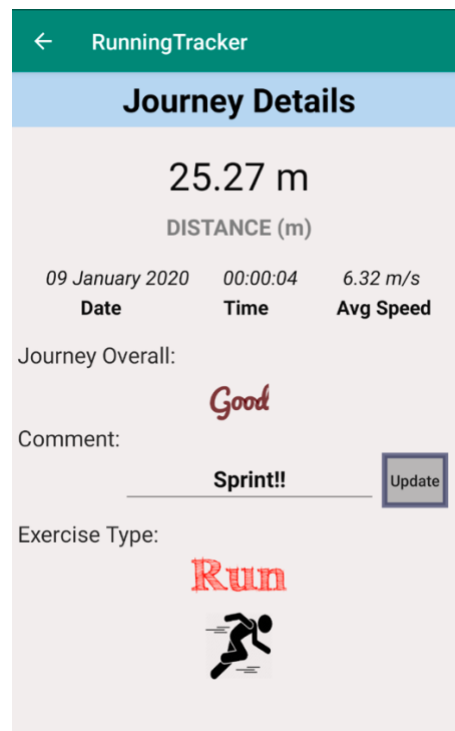 RunningTracker
Journey Details
25.27 m
DISTANCE (m)
09 January 2020 00:00:04 6.32 m/s
Date Time Avg Speed
Journey Overall:
Good
Comment:
Sprint!! Update
Exercise Type:
Run